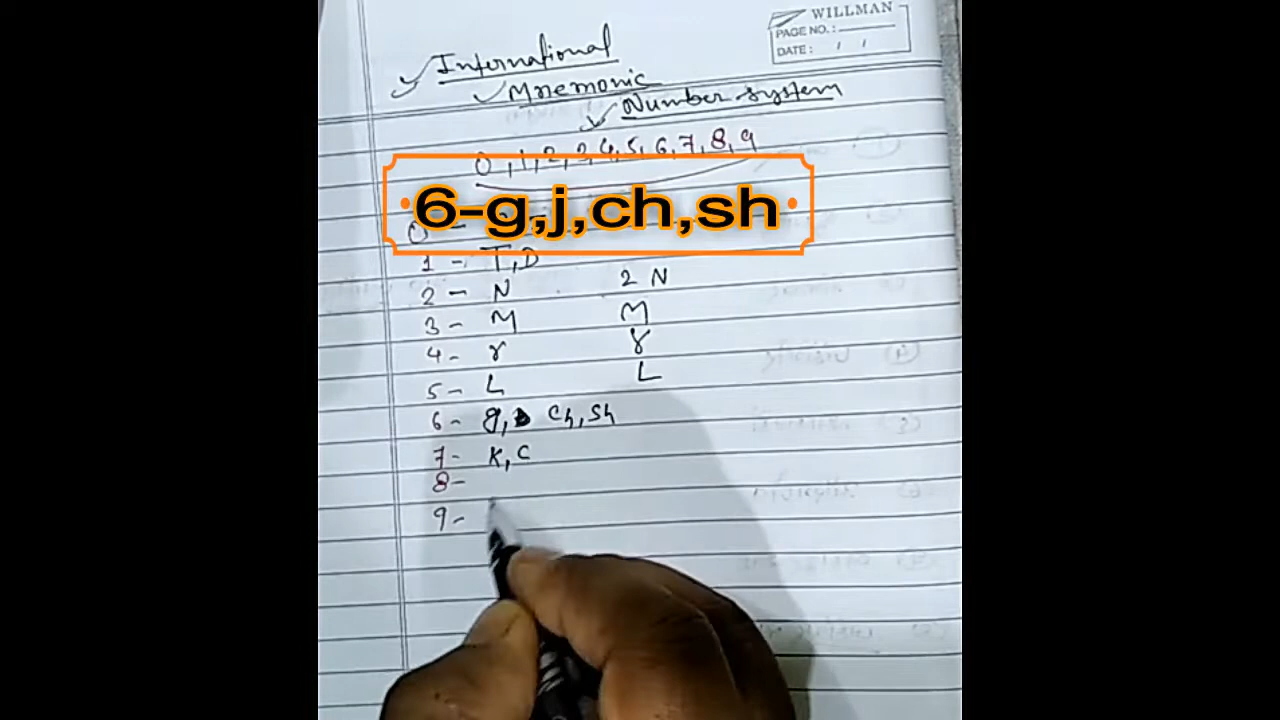 WILLMAN
PAGE NO.:
DATE: / /
International
Mnemonic
Number system
0,1,2,3,4,5,6,7,8,9
6-g,j,ch,sh
0 -
1 - T,D
2 - N 2 N
3 - M M
4 - r r
5 - L L
6 - g, Ch,Sh
7- K,C
8-
9-